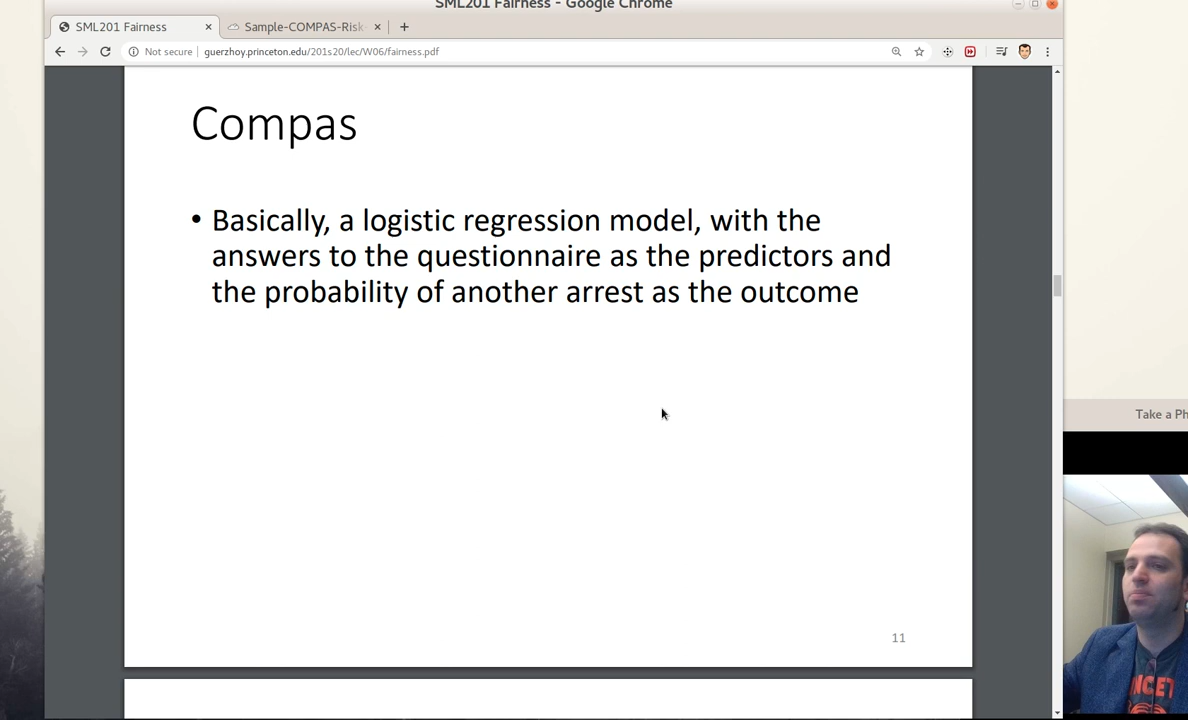 SML201 Fairness - Google Chrome
SML201 Fairness
Sample-COMPAS-Risk
Not secure
guerzhoy.princeton.edu/201s20/lec/W06/fairness.pdf
Compas
• Basically, a logistic regression model, with the
answers to the questionnaire as the predictors and
the probability of another arrest as the outcome
11
Take a Ph
NCET